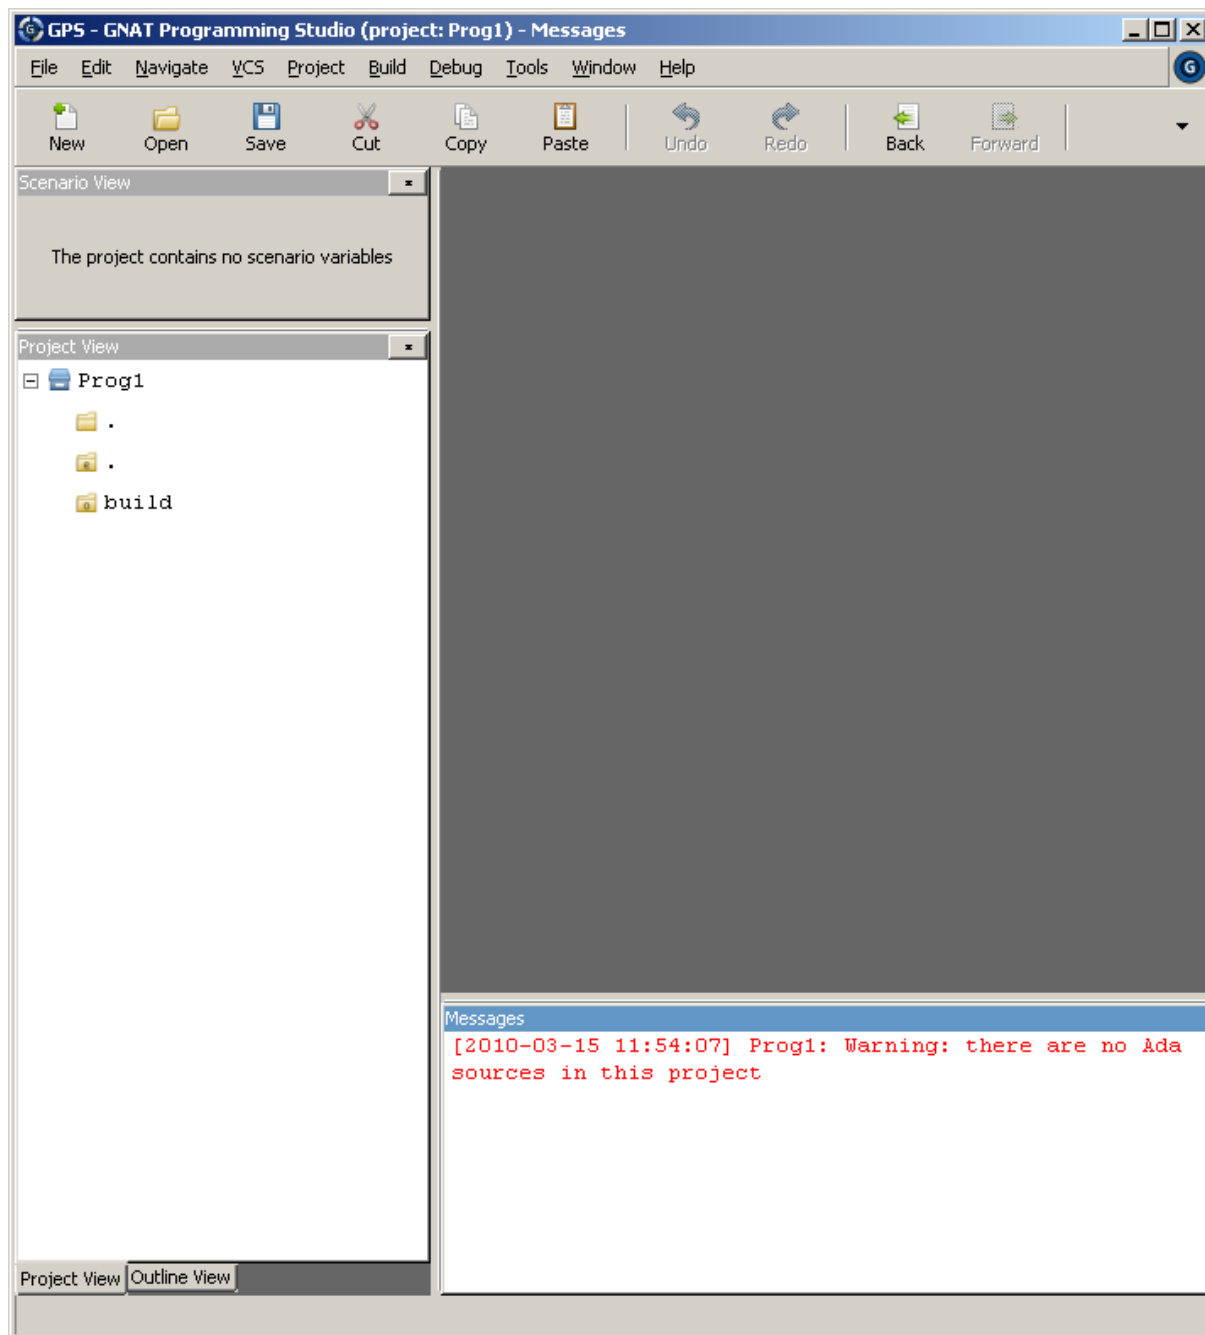 GPS - GNAT Programming Studio (project: Prog1) - Messages
File Edit Navigate VCS Project Build Debug Tools Window Help
New Open Save Cut Copy Paste Undo Redo Back Forward
Scenario View
The project contains no scenario variables
Project View
Prog1
.
.
build
Project View Outline View
Messages
[2010-03-15 11:54:07] Prog1: Warning: there are no Ada
sources in this project